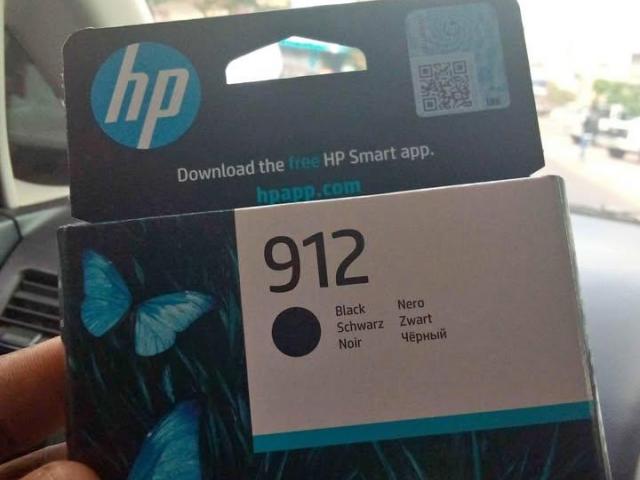 hp
Download the free HP Smart app.
hpapp.com
912
Black Nero
Schwarz Zwart
Noir Чёрный